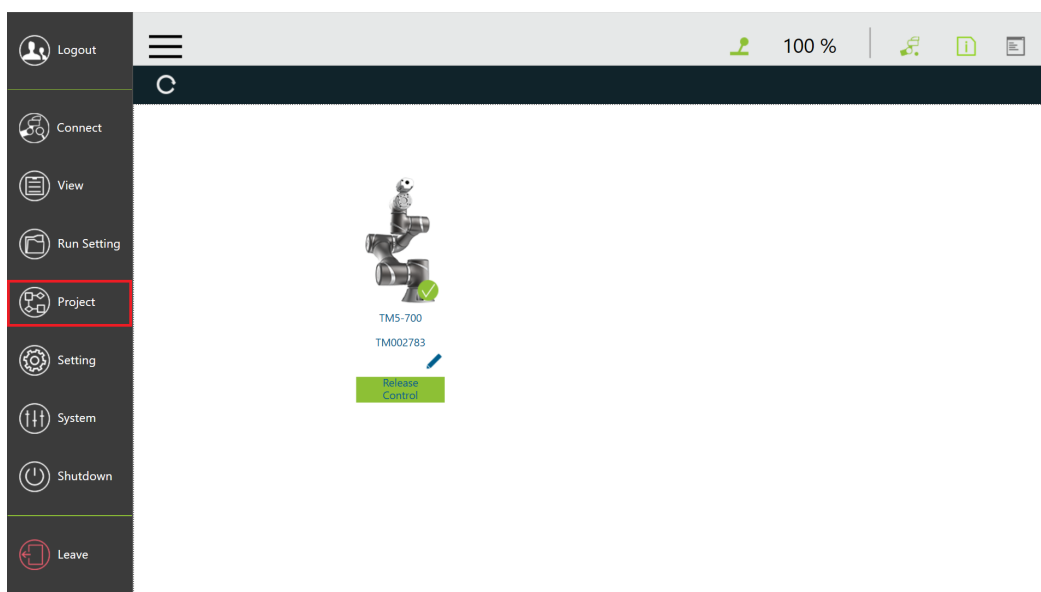 Logout
100 %
Connect
View
Run Setting
Project
TM5-700
TM002783
Release
Control
Setting
System
Shutdown
Leave